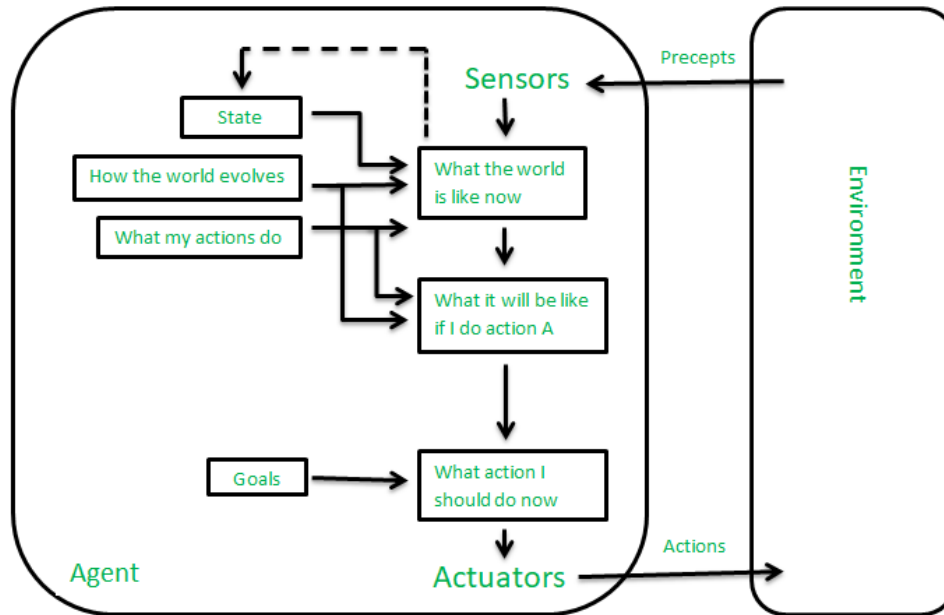 Precepts
Sensors
State
What the world
is like now
How the world evolves
What my actions do
Environment
What it will be like
if I do action A
Goals
What action I
should do now
Actions
Agent
Actuators